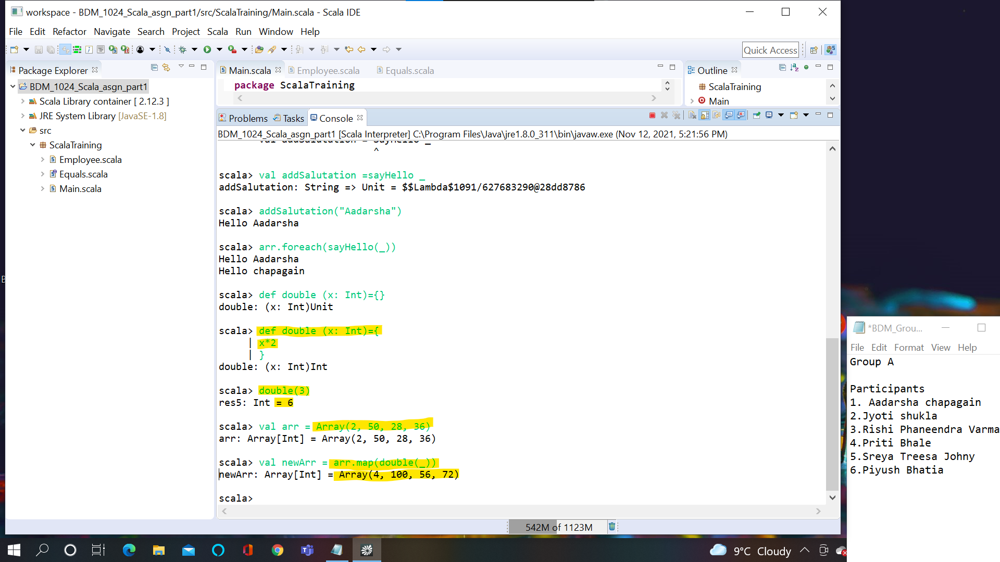 workspace - BDM_1024_Scala_asgn_part1/src/ScalaTraining/Main.scala - Scala IDE
File Edit Refactor Navigate Search Project Scala Run Window Help
Quick Access
Package Explorer
BDM_1024_Scala_asgn_part1
Scala Library container [ 2.12.3 ]
JRE System Library [JavaSE-1.8]
src
ScalaTraining
Employee.scala
Equals.scala
Main.scala
Main.scala Employee.scala Equals.scala
package ScalaTraining
Outline
ScalaTraining
Main
Problems Tasks Console
BDM_1024_Scala_asgn_part1 [Scala Interpreter] C:\Program Files\Java\jre1.8.0_311\bin\javaw.exe (Nov 12, 2021, 5:21:56 PM)
val addSalutation = sayHello _
^
scala> val addSalutation =sayHello _
addSalutation: String => Unit = $$Lambda$1091/627683290@28dd8786
scala> addSalutation("Aadarsha")
Hello Aadarsha
scala> arr.foreach(sayHello(_))
Hello Aadarsha
Hello chapagain
scala> def double (x: Int)={}
double: (x: Int)Unit
scala> def double (x: Int)={
| x*2
| }
double: (x: Int)Int
scala> double(3)
res5: Int = 6
scala> val arr = Array(2, 50, 28, 36)
arr: Array[Int] = Array(2, 50, 28, 36)
scala> val newArr = arr.map(double(_))
newArr: Array[Int] = Array(4, 100, 56, 72)
scala>
542M of 1123M
*BDM_Grou...
File Edit Format View Help
Group A
Participants
1. Aadarsha chapagain
2.Jyoti shukla
3.Rishi Phaneendra Varma
4.Priti Bhale
5.Sreya Treesa Johny
6.Piyush Bhatia
9°C Cloudy